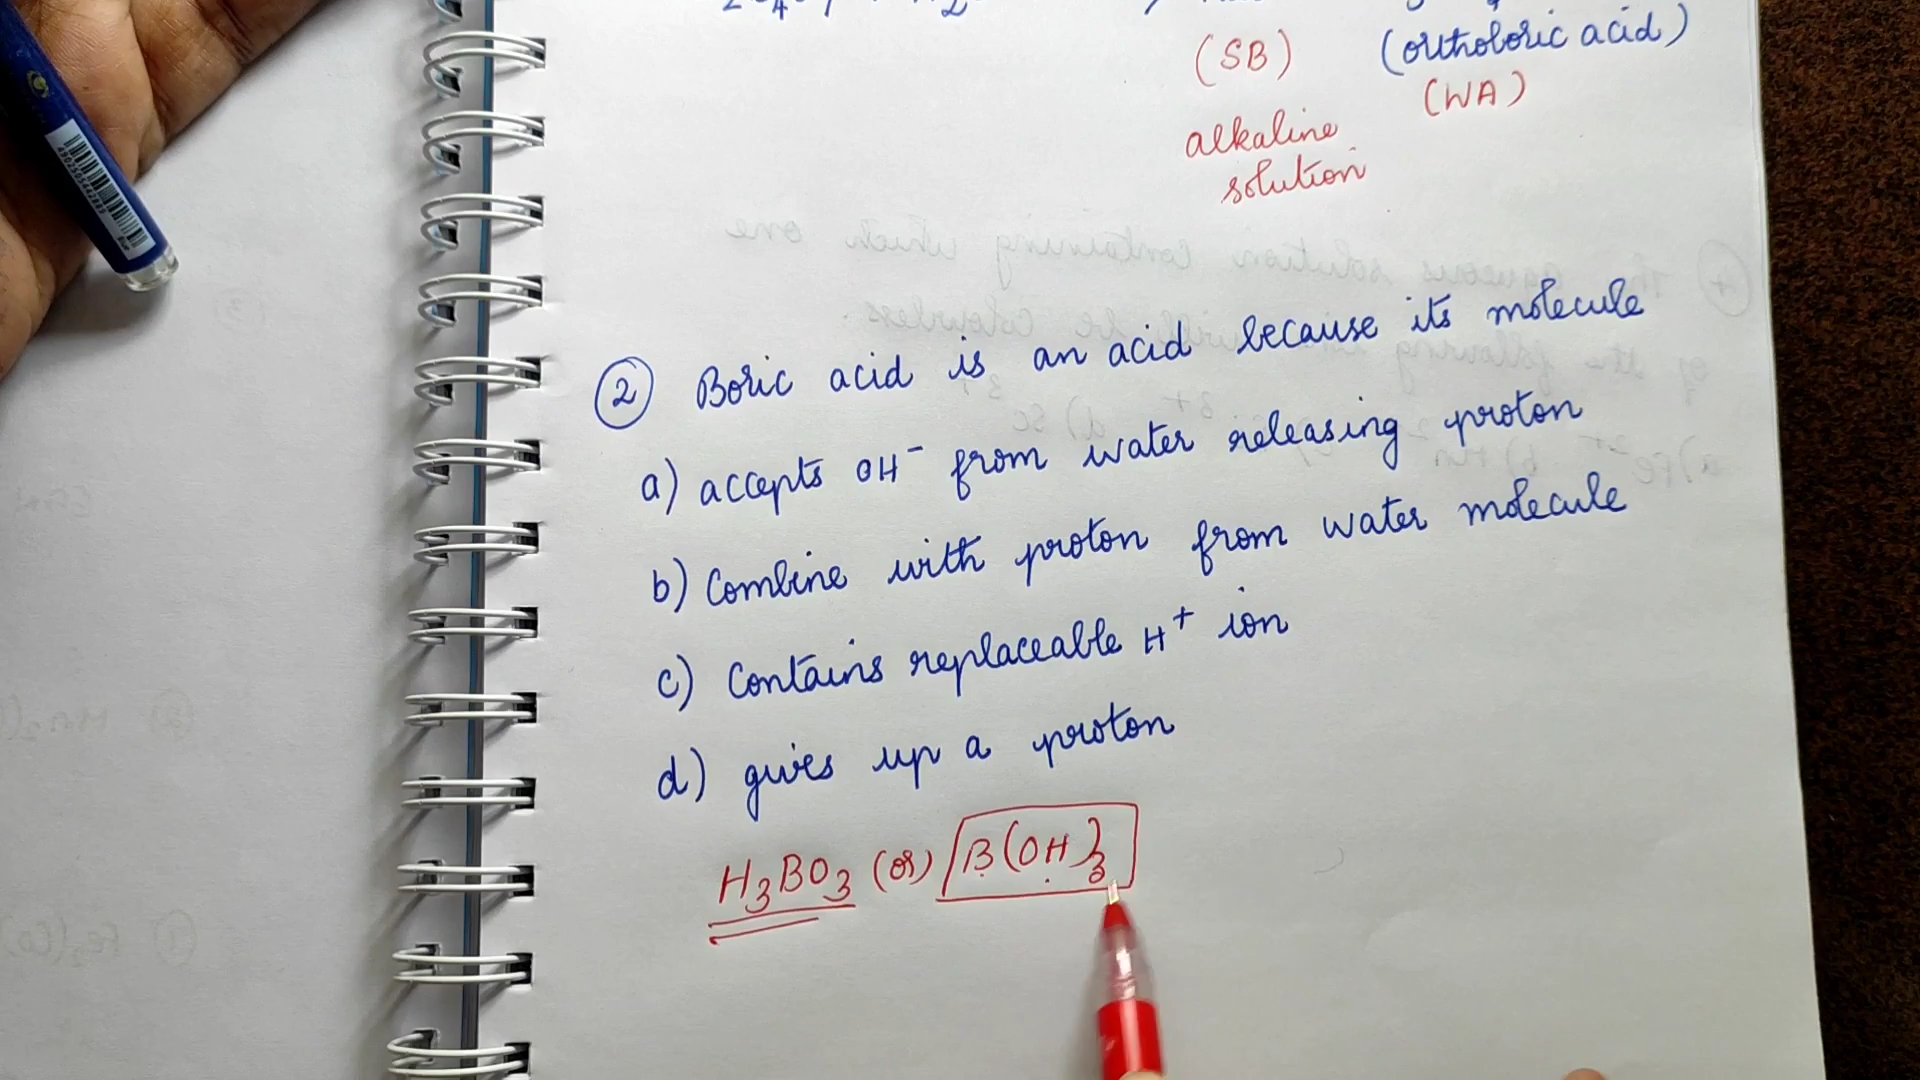 (SB) (orthoboric acid)
(WA)
alkaline
solution
2 Boric acid is an acid because its molecule
a) accepts OH⁻ from water releasing proton
b) Combine with proton from water molecule
c) Contains replaceable H⁺ ion
d) gives up a proton
H₃BO₃ (or) B(OH)₃